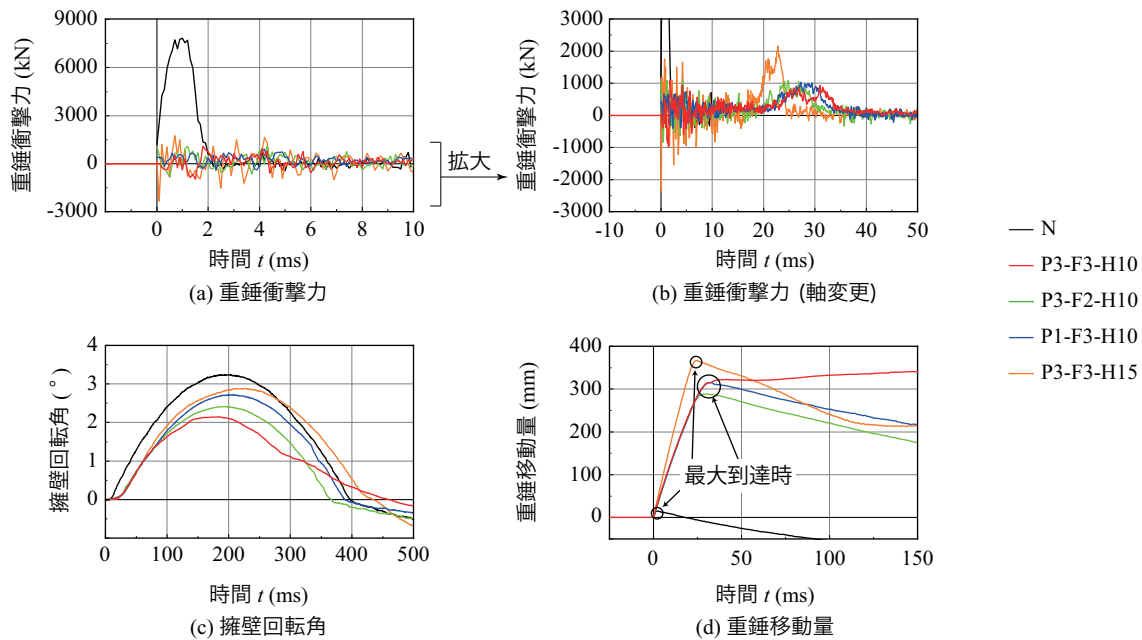 9000
6000
3000
0
-3000
重錘衝撃力 (kN)
-2 0 2 4 6 8 10
時間 t (ms)
(a) 重錘衝撃力
拡大
3000
2000
1000
0
-1000
-2000
-3000
重錘衝撃力 (kN)
-10 0 10 20 30 40 50
時間 t (ms)
(b) 重錘衝撃力 (軸変更)
N
P3-F3-H10
P3-F2-H10
P1-F3-H10
P3-F3-H15
4
3
2
1
0
擁壁回転角 (°)
0 100 200 300 400 500
時間 t (ms)
(c) 擁壁回転角
400
300
200
100
0
重錘移動量 (mm)
最大到達時
0 50 100 150
時間 t (ms)
(d) 重錘移動量